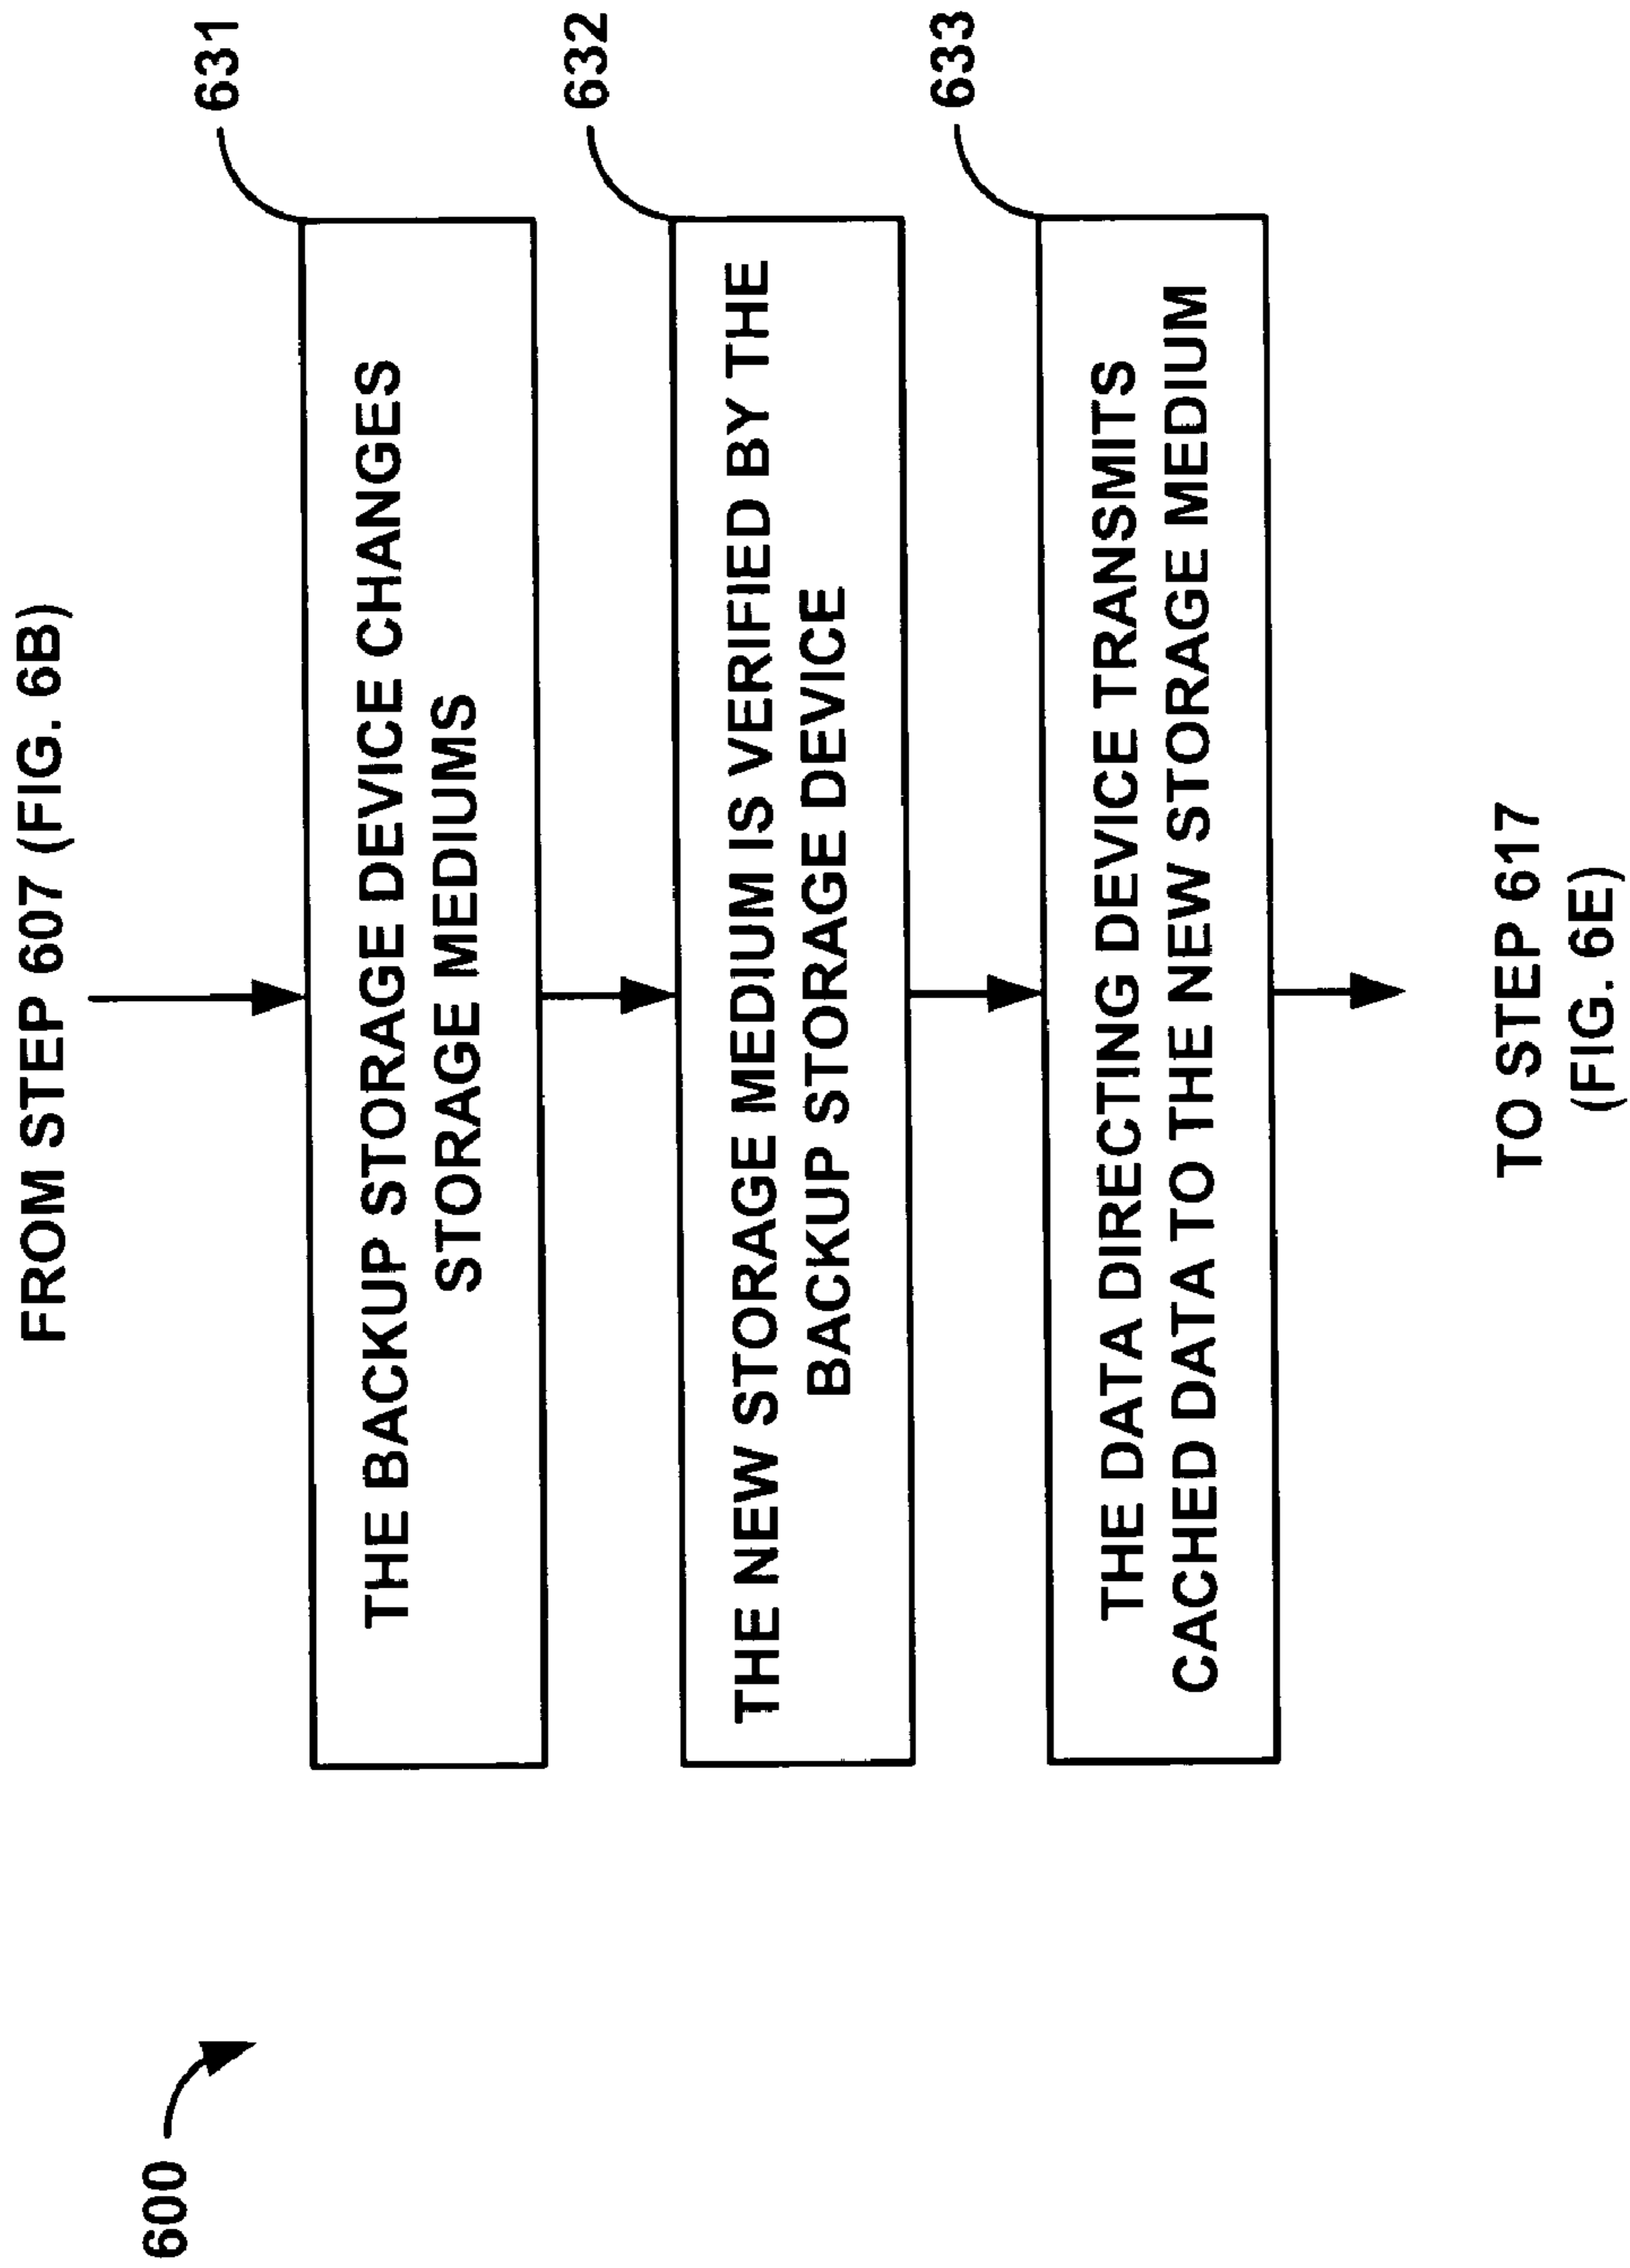 600
FROM STEP 607 (FIG. 6B)
631
THE BACKUP STORAGE DEVICE CHANGES
STORAGE MEDIUMS
632
THE NEW STORAGE MEDIUM IS VERIFIED BY THE
BACKUP STORAGE DEVICE
633
THE DATA DIRECTING DEVICE TRANSMITS
CACHED DATA TO THE NEW STORAGE MEDIUM
TO STEP 617
(FIG. 6E)